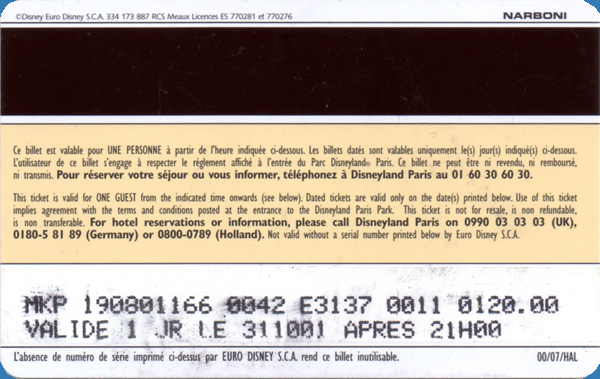 ©Disney Euro Disney S.C.A. 334 173 887 RCS Meaux Licences ES 770281 et 770276 NARBONI
Ce billet est valable pour UNE PERSONNE à partir de l'heure indiquée ci-dessous. Les billets datés sont valables uniquement le(s) jour(s) indiqué(s) ci-dessous.
L'utilisateur de ce billet s'engage à respecter le règlement affiché à l'entrée du Parc Disneyland® Paris. Ce billet ne peut être ni revendu, ni remboursé,
ni transmis. Pour réserver votre séjour ou vous informer, téléphonez à Disneyland Paris au 01 60 30 60 30.
This ticket is valid for ONE GUEST from the indicated time onwards (see below). Dated tickets are valid only on the date(s) printed below. Use of this ticket
implies agreement with the terms and conditions posted at the entrance to the Disneyland Paris Park. This ticket is not for resale, is non refundable,
is non transferable. For hotel reservations or information, please call Disneyland Paris on 0990 03 03 03 (UK),
0180-5 81 89 (Germany) or 0800-0789 (Holland). Not valid without a serial number printed below by Euro Disney S.C.A.
MKP 190801166 0042 E3137 0011 0120.00
VALIDE 1 JR LE 311001 APRES 21H00
L'absence de numéro de série imprimé ci-dessus par EURO DISNEY S.C.A. rend ce billet inutilisable. 00/07/HAL